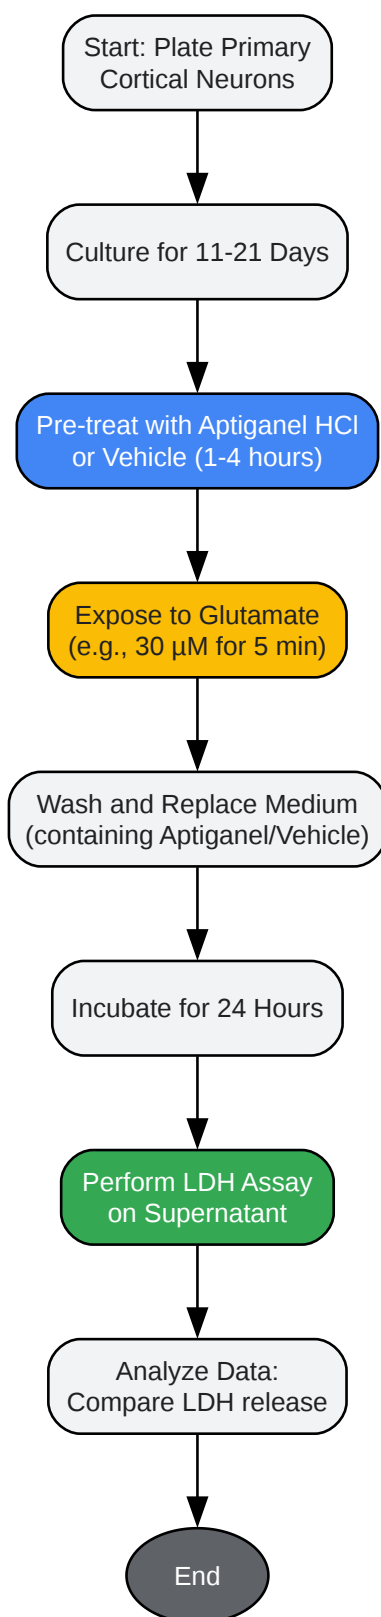 Start: Plate Primary
Cortical Neurons
Culture for 11-21 Days
Pre-treat with Aptiganel HCl
or Vehicle (1-4 hours)
Expose to Glutamate
(e.g., 30 µM for 5 min)
Wash and Replace Medium
(containing Aptiganel/Vehicle)
Incubate for 24 Hours
Perform LDH Assay
on Supernatant
Analyze Data:
Compare LDH release
End